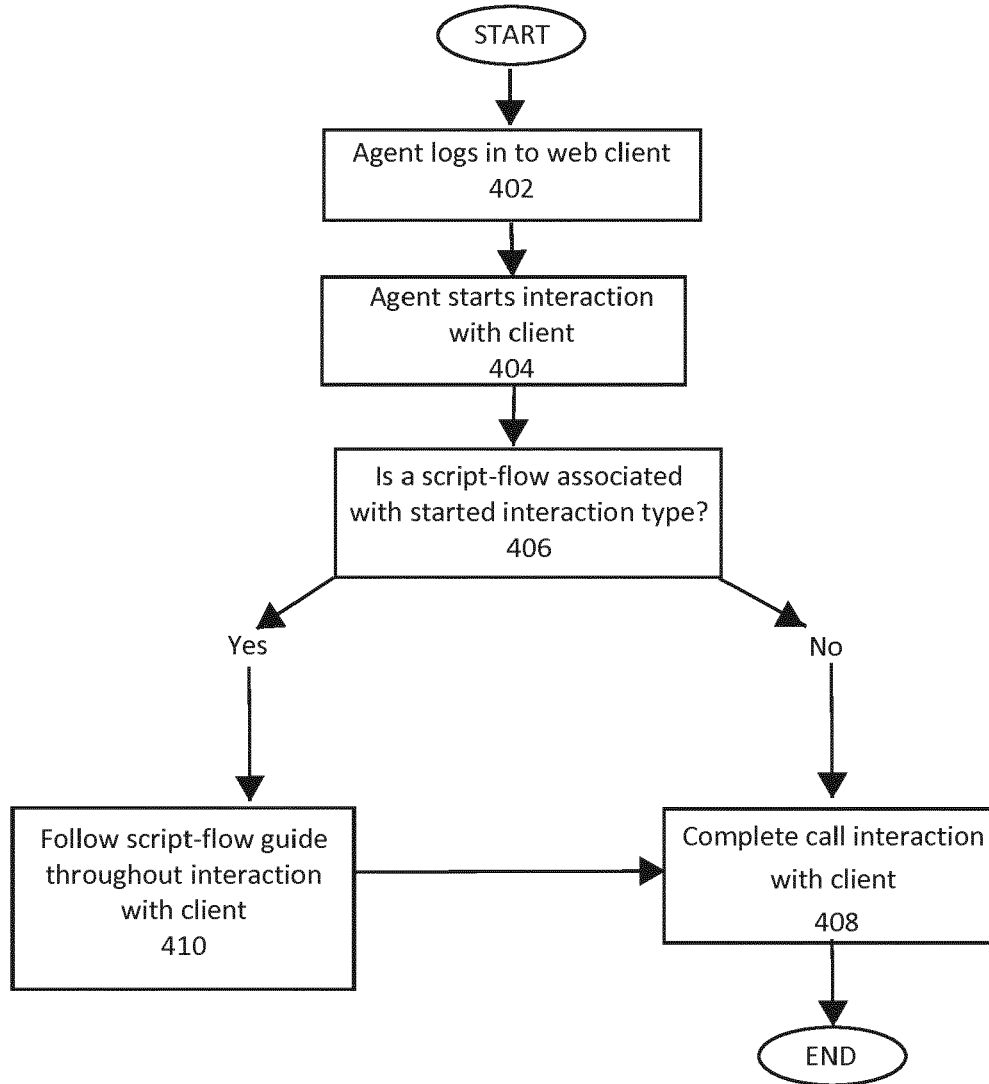 START
Agent logs in to web client
402
Agent starts interaction
with client
404
Is a script-flow associated
with started interaction type?
406
Yes
No
Follow script-flow guide
throughout interaction
with client
410
Complete call interaction
with client
408
END